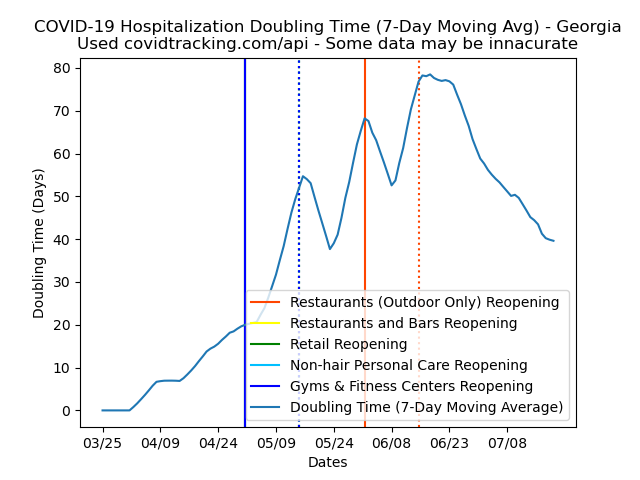 COVID-19 Hospitalization Doubling Time (7-Day Moving Avg) - Georgia
Used covidtracking.com/api - Some data may be innacurate
80
70
60
50
40
30
20
10
0
Doubling Time (Days)
Restaurants (Outdoor Only) Reopening
Restaurants and Bars Reopening
Retail Reopening
Non-hair Personal Care Reopening
Gyms & Fitness Centers Reopening
Doubling Time (7-Day Moving Average)
03/25 04/09 04/24 05/09 05/24 06/08 06/23 07/08
Dates